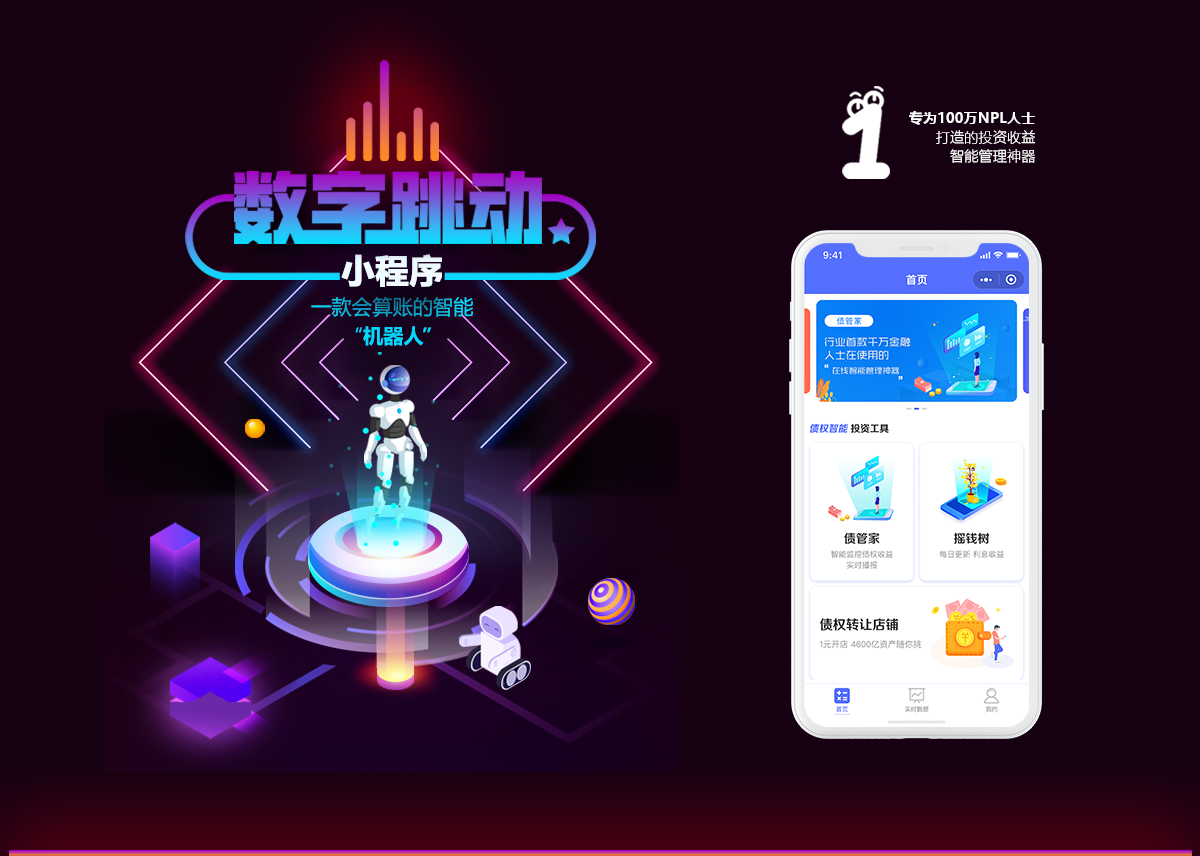 数字跳动
小程序
一款会算账的智能
“机器人”
1
专为100万NPL人士
打造的投资收益
智能管理神器
9:41
首页
债管家
行业首款千万金融
人士在使用的
“在线智能管理神器”
债权智能 投资工具
债管家
智能监控债权收益
实时播报
摇钱树
每日更新 利息收益
债权转让店铺
1元开店 4600亿资产随你挑
首页
实时数据
我的